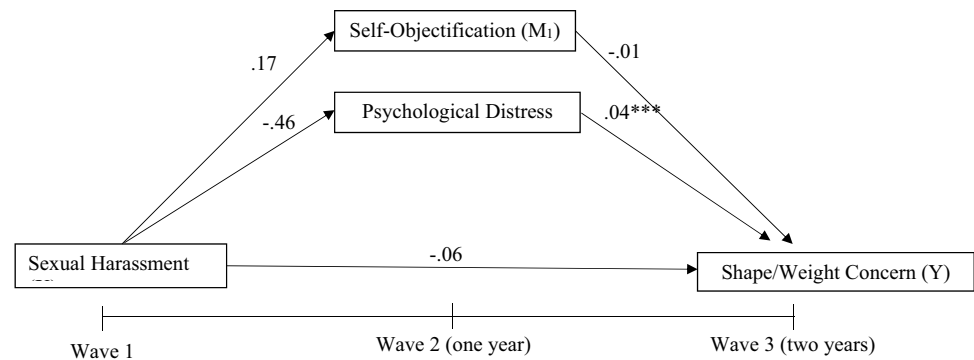 Self-Objectification (M1)
-.01
.17
Psychological Distress
.04***
-.46
Sexual Harassment
-.06
Shape/Weight Concern (Y)
Wave 1
Wave 2 (one year)
Wave 3 (two years)